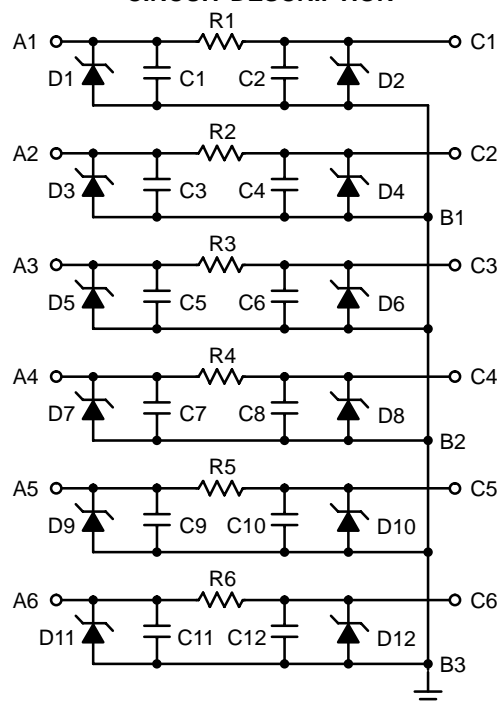 CIRCUIT DESCRIPTION
R1
A1 C1
D1 C1 C2 D2
R2
A2 C2
D3 C3 C4 D4
B1
R3
A3 C3
D5 C5 C6 D6
R4
A4 C4
D7 C7 C8 D8
B2
R5
A5 C5
D9 C9 C10 D10
R6
A6 C6
D11 C11 C12 D12
B3